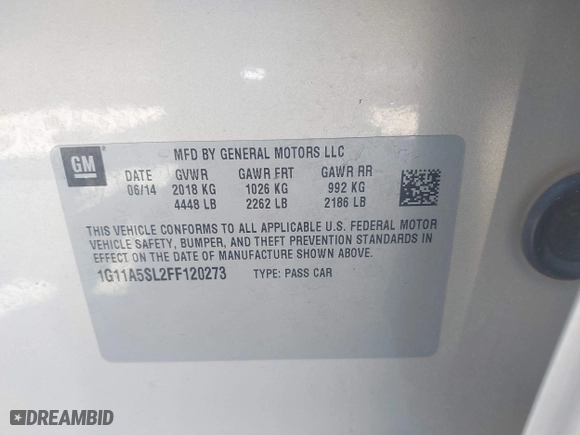 GM
MFD BY GENERAL MOTORS LLC
DATE GVWR GAWR FRT GAWR RR
06/14 2018 KG 1026 KG 992 KG
4448 LB 2262 LB 2186 LB
THIS VEHICLE CONFORMS TO ALL APPLICABLE U.S. FEDERAL MOTOR
VEHICLE SAFETY, BUMPER, AND THEFT PREVENTION STANDARDS
IN EFFECT ON THE DATE OF MANUFACTURE SHOWN ABOVE.
1G11A5SL2FF120273 TYPE: PASS CAR
DREAMBID